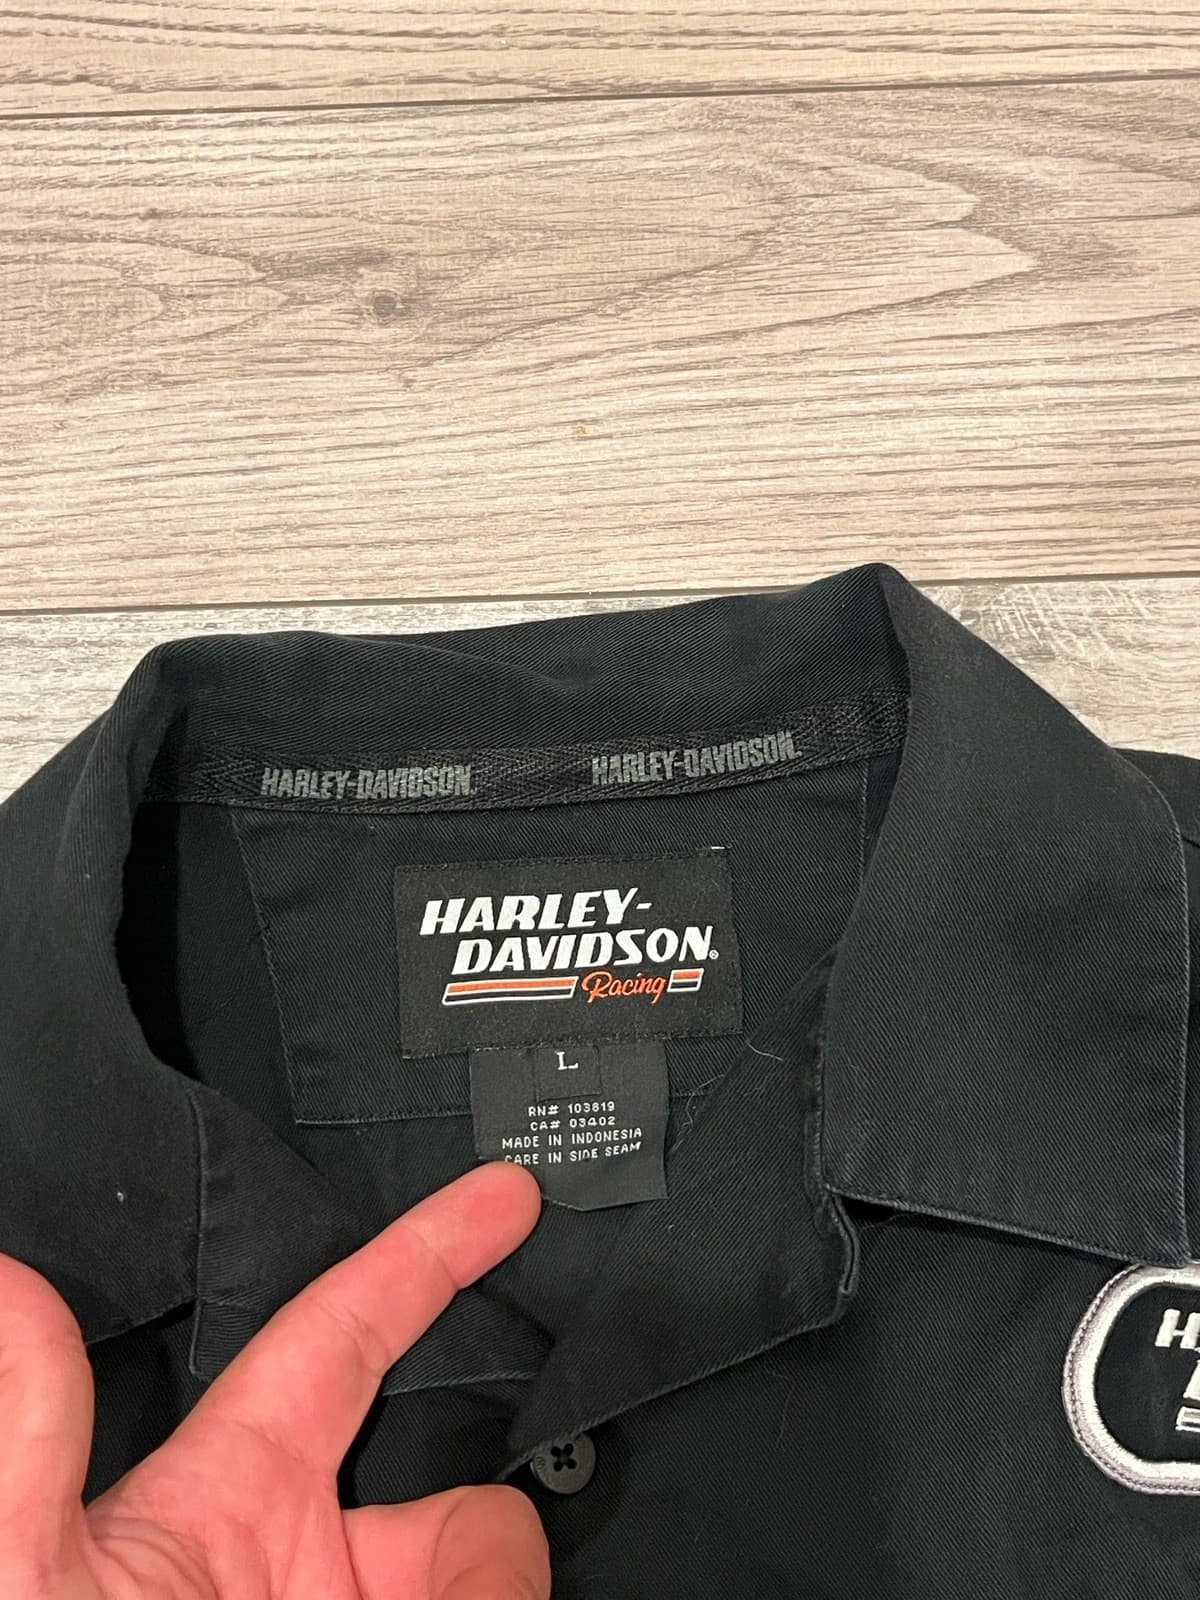 HARLEY-DAVIDSON. HARLEY-DAVIDSON.
HARLEY-
DAVIDSON®
Racing
L
RN# 103819
CA# 03402
MADE IN INDONESIA
CARE IN SIDE SEAM
H